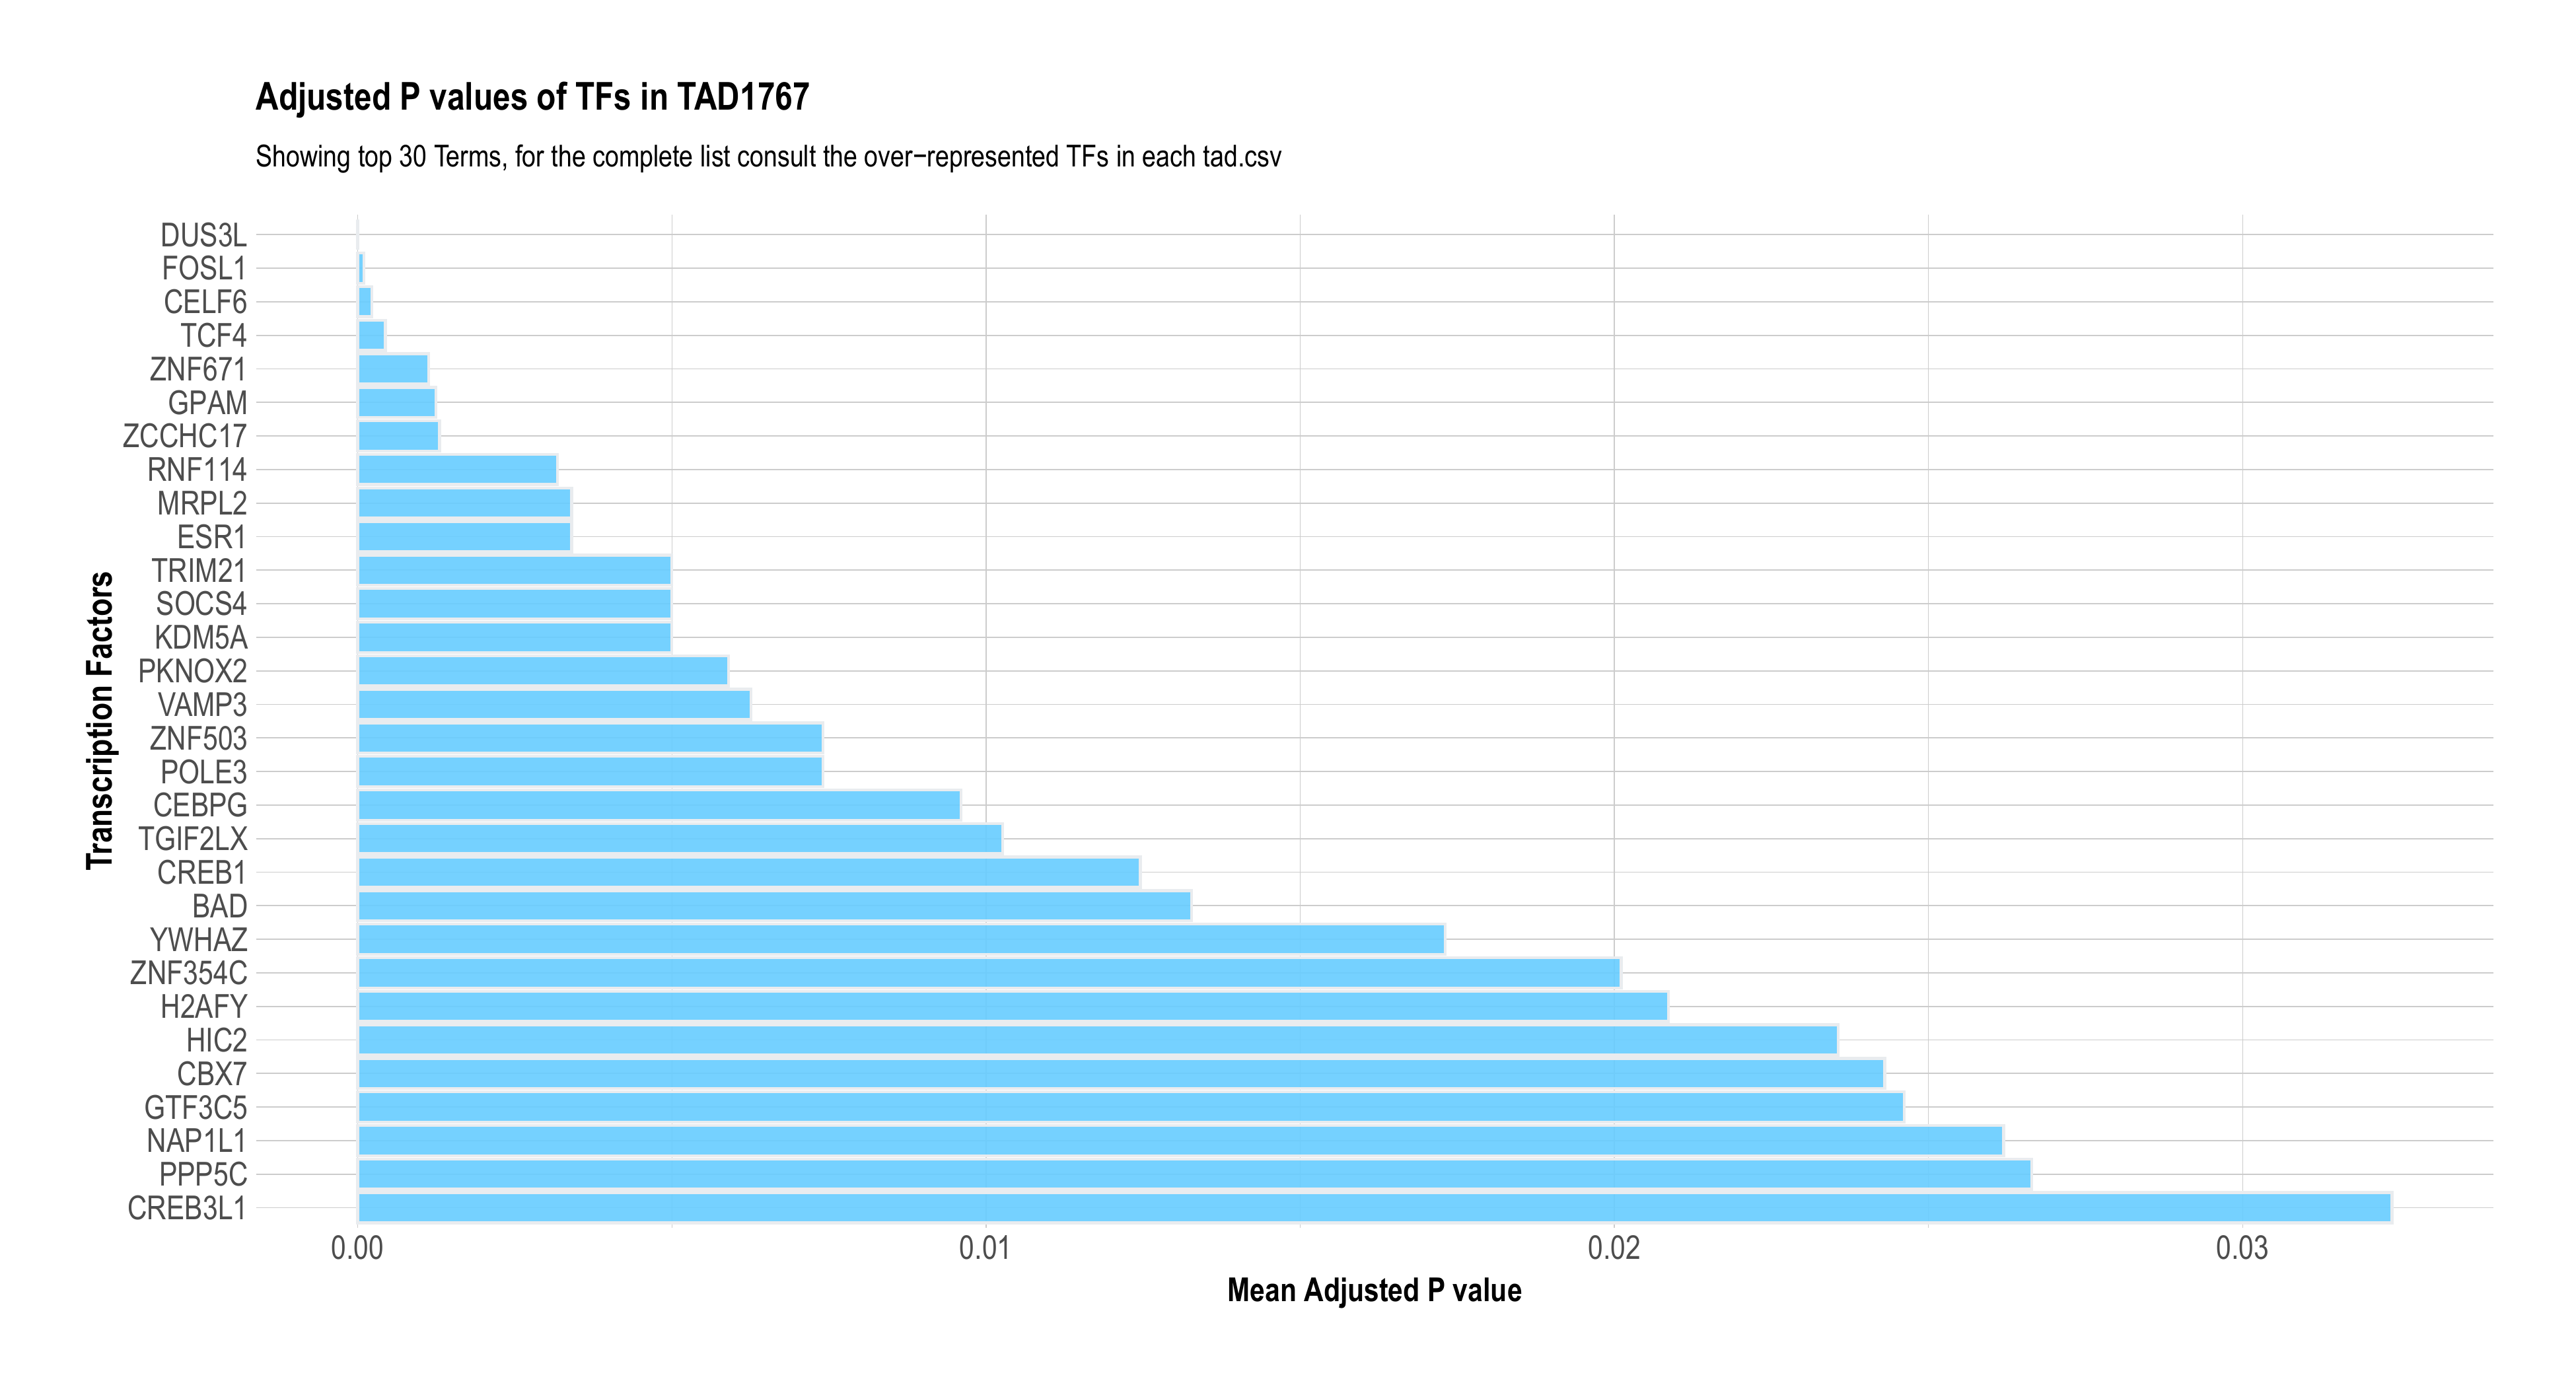 Adjusted P values of TFs in TAD1767
Showing top 30 Terms, for the complete list consult the over−represented TFs in each tad.csv
Transcription Factors
DUS3L
FOSL1
CELF6
TCF4
ZNF671
GPAM
ZCCHC17
RNF114
MRPL2
ESR1
TRIM21
SOCS4
KDM5A
PKNOX2
VAMP3
ZNF503
POLE3
CEBPG
TGIF2LX
CREB1
BAD
YWHAZ
ZNF354C
H2AFY
HIC2
CBX7
GTF3C5
NAP1L1
PPP5C
CREB3L1
0.00 0.01 0.02 0.03
Mean Adjusted P value